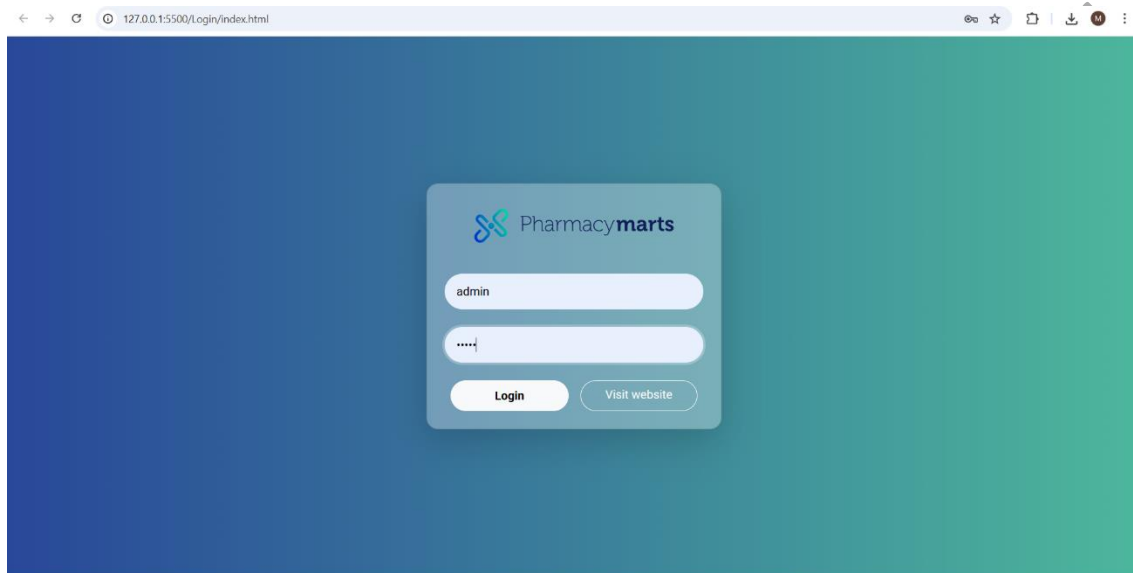 127.0.0.1:5500/Login/index.html
M
Pharmacymarts
admin
•••••
Login
Visit website